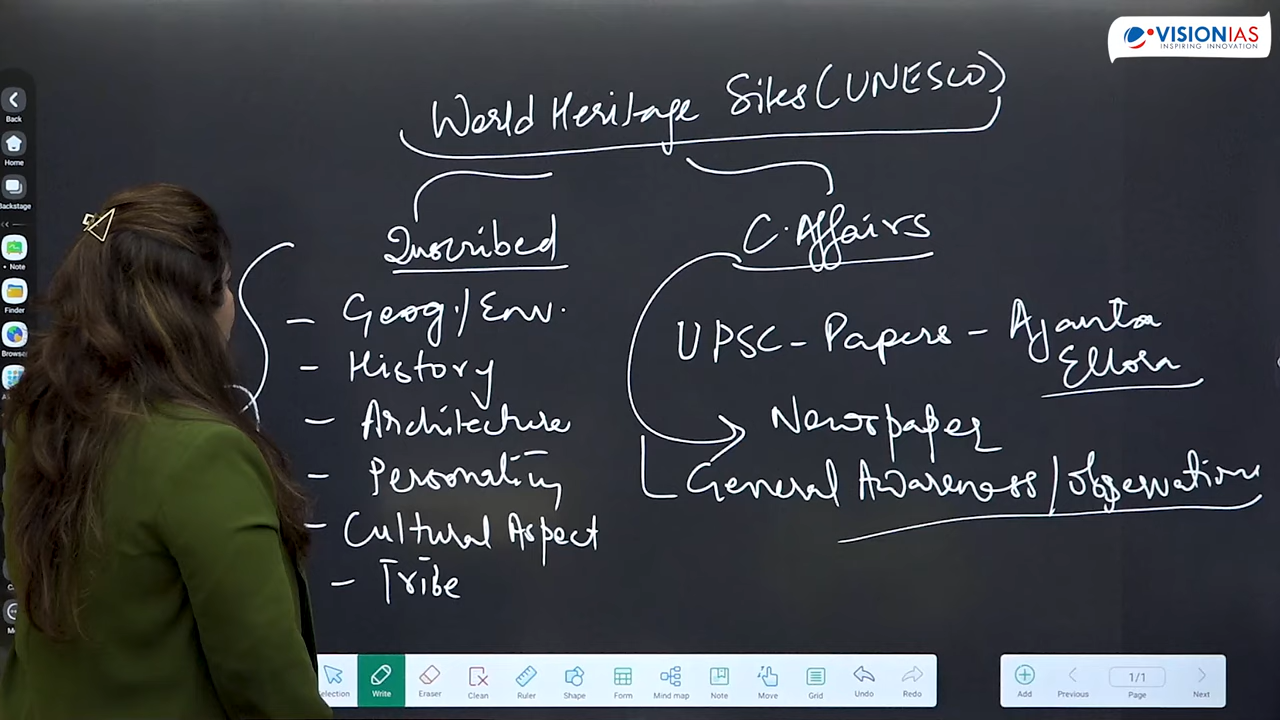 VISIONIAS
INSPIRING INNOVATION
World Heritage Sites (UNESCO)
Inscribed
- Geog./Env.
- History
- Architecture
- Personality
- Cultural Aspect
- Tribe
C. Affairs
UPSC - Papers - Ajanta
Ellora
Newspaper
General Awareness/Observation
Back
Home
Backstage
Note
Finder
Write
Eraser
Clean
Ruler
Shape
Form
Mind map
Note
Move
Grid
Undo
Redo
Add
Previous
1/1
Page
Next